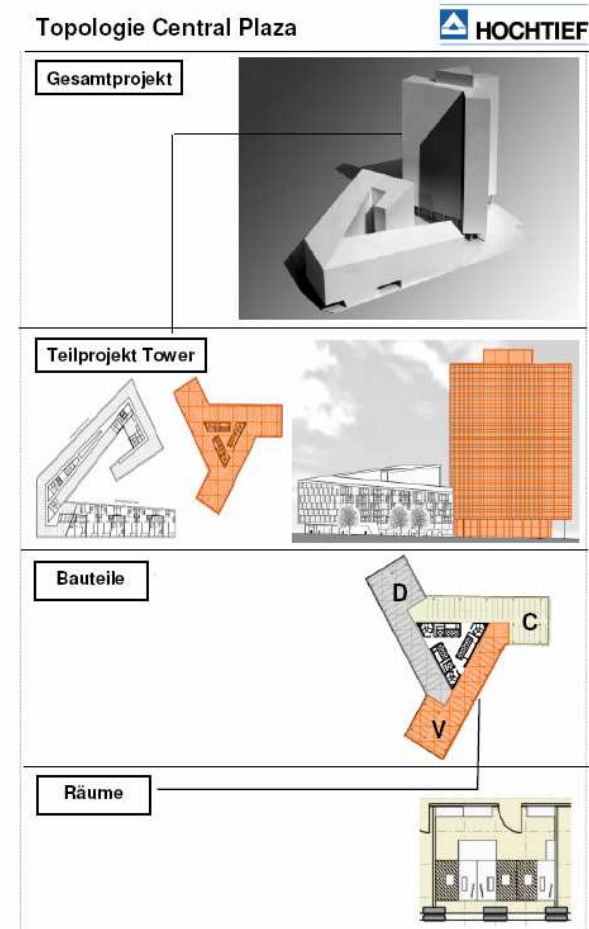 Topologie Central Plaza
HOCHTIEF
Gesamtprojekt
Teilprojekt Tower
Bauteile
D
C
V
Räume